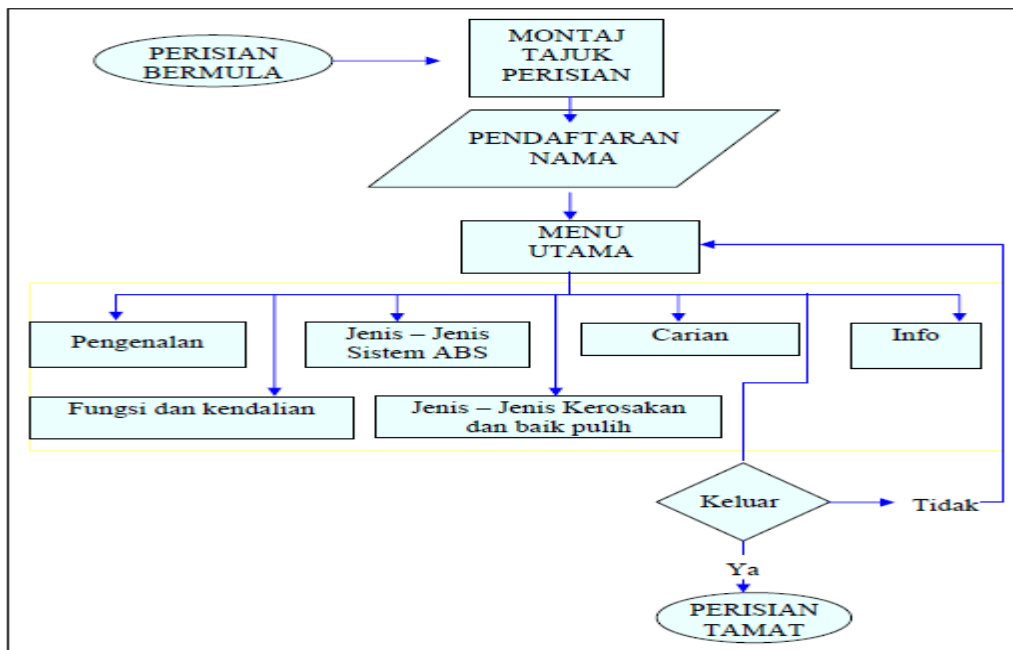 PERISIAN
BERMULA
MONTAJ
TAJUK
PERISIAN
PENDAFTARAN
NAMA
MENU
UTAMA
Pengenalan
Jenis – Jenis
Sistem ABS
Carian
Info
Fungsi dan kendalian
Jenis – Jenis Kerosakan
dan baik pulih
Keluar
Tidak
Ya
PERISIAN
TAMAT